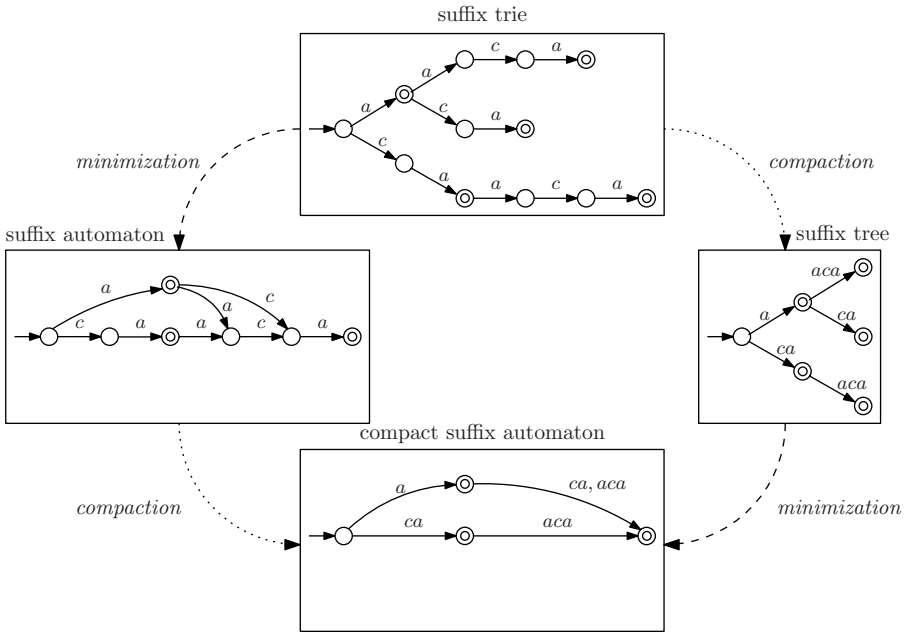 suffix trie
a
c
a
a
c
a
c
a
a
c
a
minimization
compaction
suffix automaton
suffix tree
a
c
a
c
a
a
c
a
aca
a
ca
ca
aca
compact suffix automaton
a
ca, aca
ca
aca
compaction
minimization